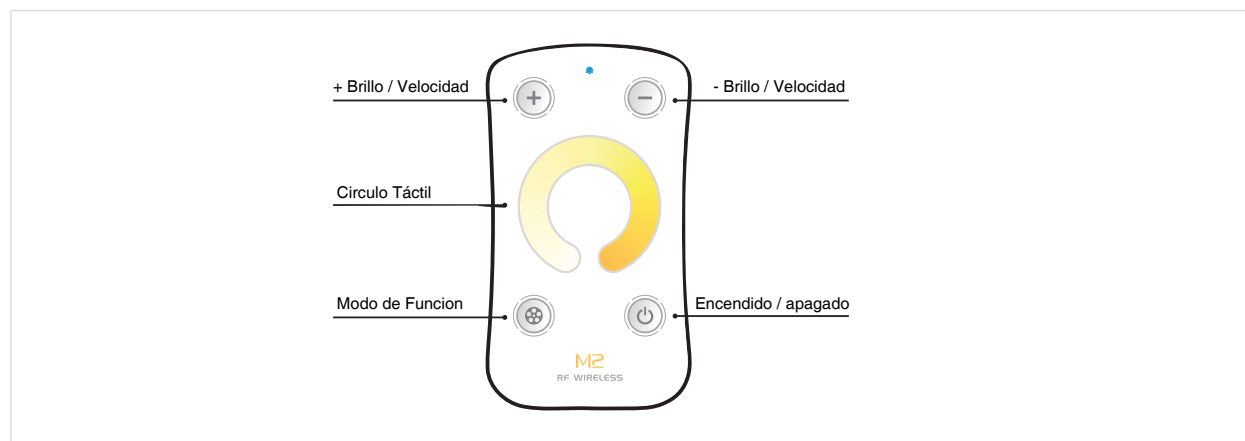 + Brillo / Velocidad
- Brillo / Velocidad
Circulo Táctil
Modo de Funcion
Encendido / apagado
M2
RF WIRELESS